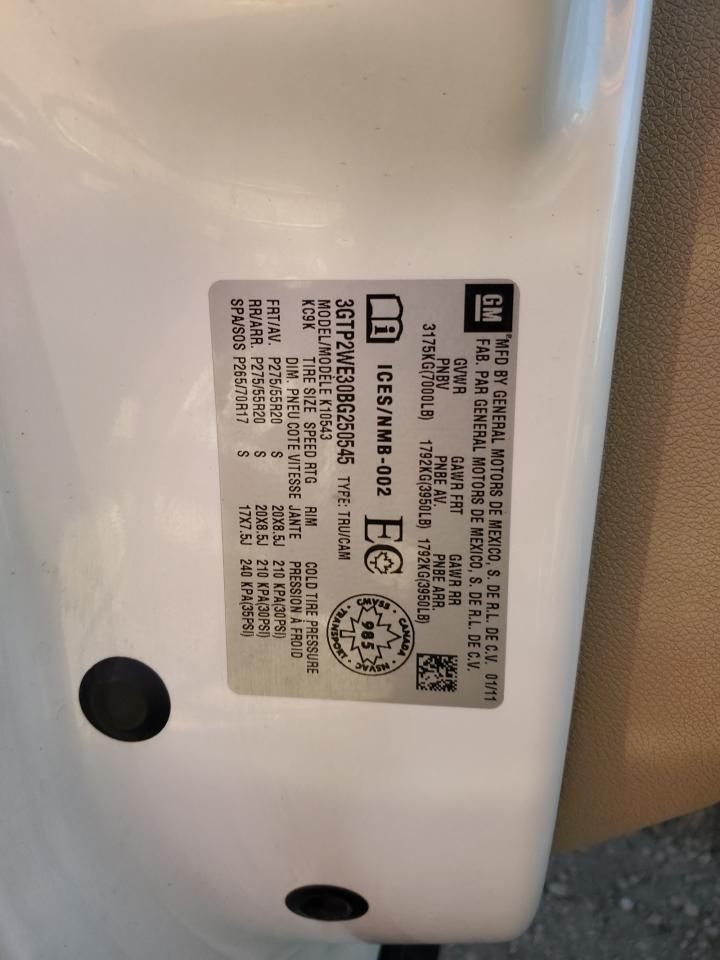 GM
MFD BY GENERAL MOTORS DE MEXICO, S. DE R.L. DE C.V. 01/11
FAB. PAR GENERAL MOTORS DE MEXICO, S. DE R.L. DE C.V.
GVWR GAWR FRT GAWR RR
PNBV PNBE AV. PNBE ARR.
3175KG(7000LB) 1792KG(3950LB) 1792KG(3950LB)
i ICES/NMB-002 EC
CANADA
CMVSS 985 NSVAC
TRANSPORT
3GTP2WE30BG250545 TYPE: TRU/CAM
MODEL/MODÈLE K10543
KC9K TIRE SIZE SPEED RTG RIM COLD TIRE PRESSURE
DIM. PNEU COTE VITESSE JANTE PRESSION À FROID
FRT/AV. P275/55R20 S 20X8.5J 210 KPA(30PSI)
RR/ARR. P275/55R20 S 20X8.5J 210 KPA(30PSI)
SPA/SOS P265/70R17 S 17X7.5J 240 KPA(35PSI)